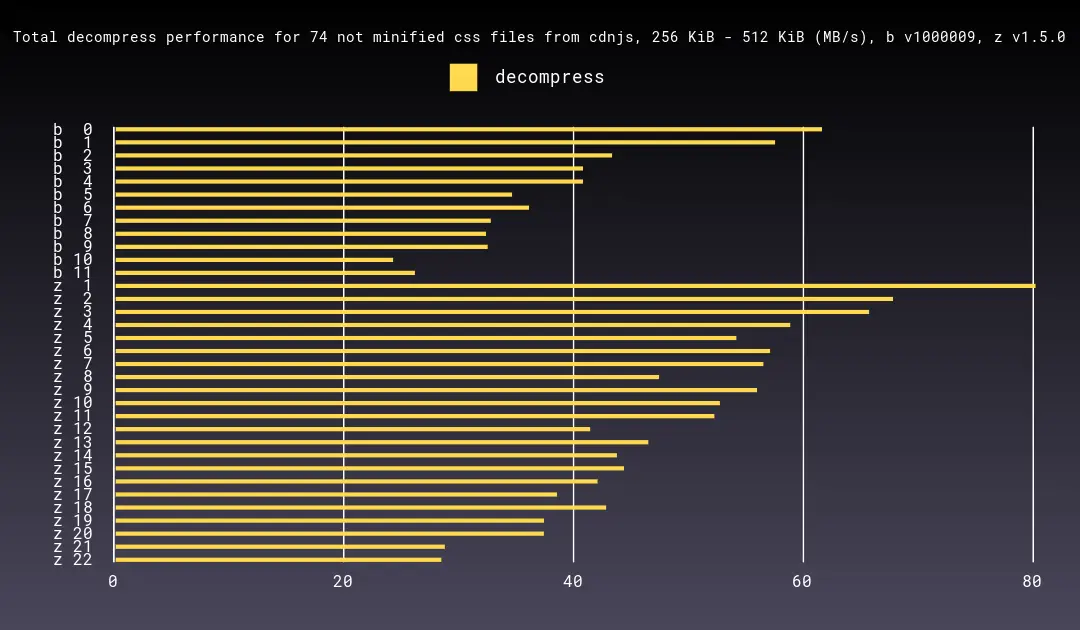 Total decompress performance for 74 not minified css files from cdnjs, 256 KiB - 512 KiB (MB/s), b v1000009, z v1.5.0
decompress
b 0
b 1
b 2
b 3
b 4
b 5
b 6
b 7
b 8
b 9
b 10
b 11
z 1
z 2
z 3
z 4
z 5
z 6
z 7
z 8
z 9
z 10
z 11
z 12
z 13
z 14
z 15
z 16
z 17
z 18
z 19
z 20
z 21
z 22
0 20 40 60 80